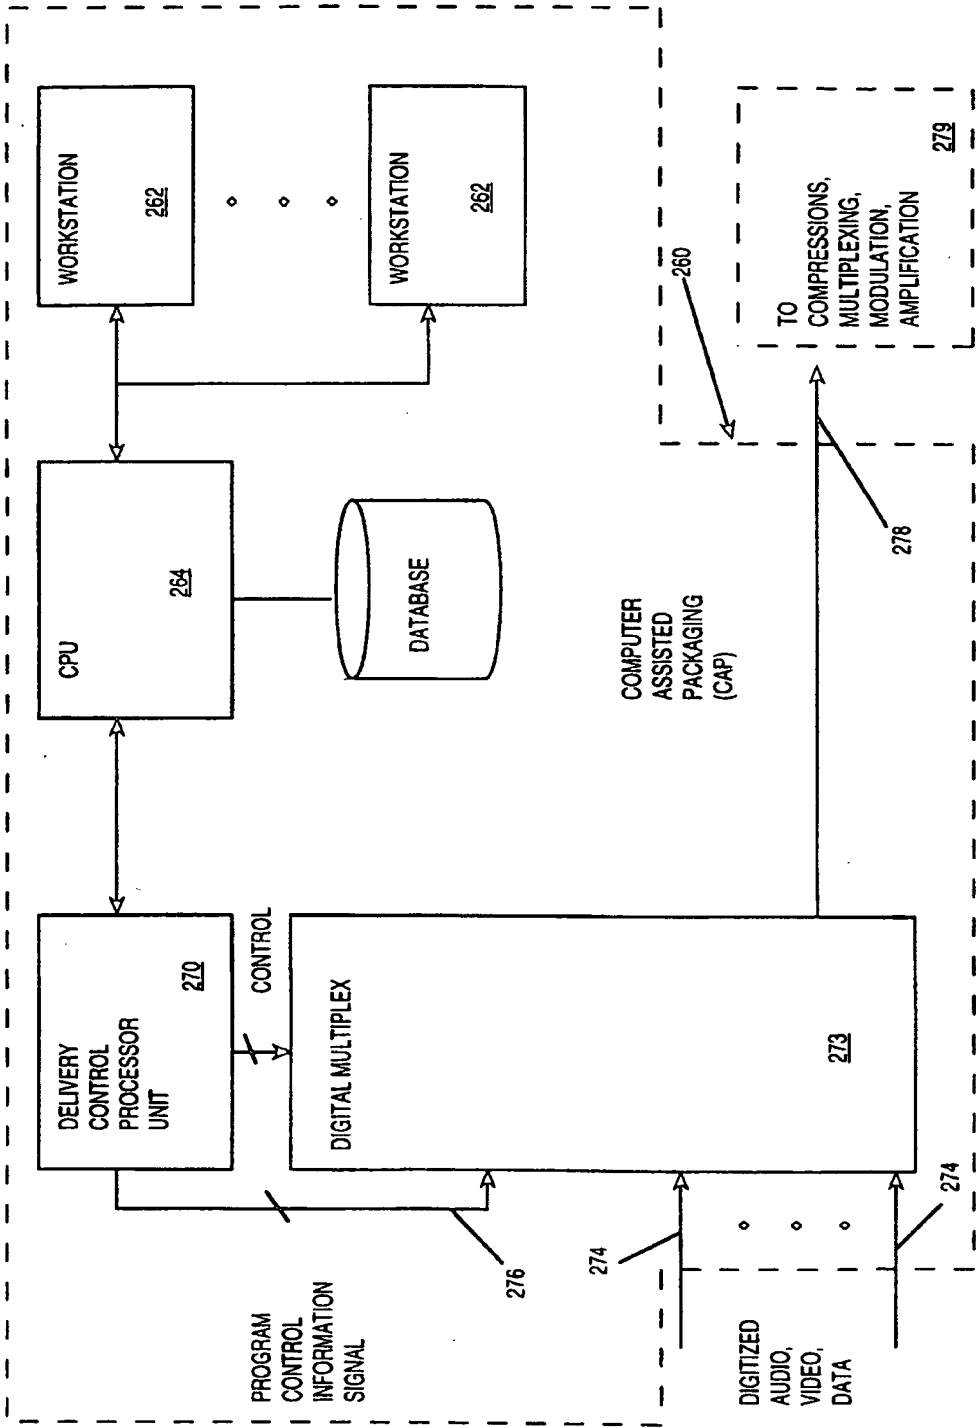 PROGRAM
CONTROL
INFORMATION
SIGNAL
276
DELIVERY
CONTROL
PROCESSOR
UNIT
270
CONTROL
CPU
264
DATABASE
WORKSTATION
262
WORKSTATION
262
DIGITIZED
AUDIO,
VIDEO,
DATA
274
274
DIGITAL MULTIPLEX
273
COMPUTER
ASSISTED
PACKAGING
(CAP)
278
260
TO
COMPRESSIONS,
MULTIPLEXING,
MODULATION,
AMPLIFICATION
279